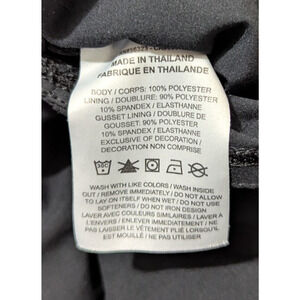 MADE IN THAILAND
FABRIQUE EN THAILANDE
BODY / CORPS: 100% POLYESTER
LINING / DOUBLURE: 90% POLYESTER
10% SPANDEX / ELASTHANNE
GUSSET LINING / DOUBLURE DU
GOUSSET: 90% POLYESTER
10% SPANDEX / ELASTHANNE
EXCLUSIVE OF DECORATION /
DECORATION NON COMPRISE
WASH WITH LIKE COLORS / WASH INSIDE
OUT / REMOVE IMMEDIATELY / DO NOT ALLOW
TO LAY ON ITSELF WHEN WET / DO NOT USE
SOFTENERS / DO NOT IRON DESIGN
LAVER AVEC COULEURS SIMILAIRES / LAVER A
L'ENVERS / ENLEVER IMMEDIATEMENT / NE
PAS LAISSER LE VÊTEMENT PLIÉ LORSQU'IL
EST MOUILLÉ / NE PAS UTILISER